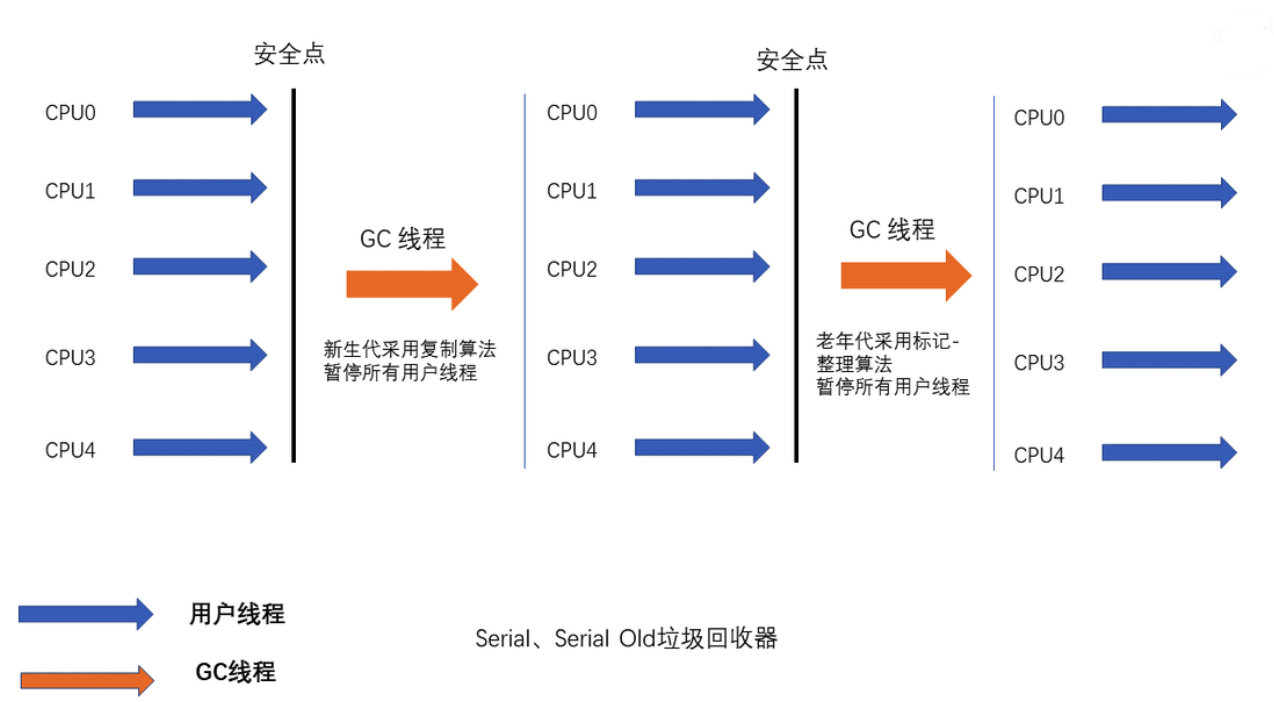 安全点
安全点
CPU0
CPU0
CPU0
CPU1
CPU1
CPU1
GC 线程
GC 线程
CPU2
CPU2
CPU2
新生代采用复制算法
暂停所有用户线程
老年代采用标记-
整理算法
暂停所有用户线程
CPU3
CPU3
CPU3
CPU4
CPU4
CPU4
用户线程
Serial、Serial Old垃圾回收器
GC线程